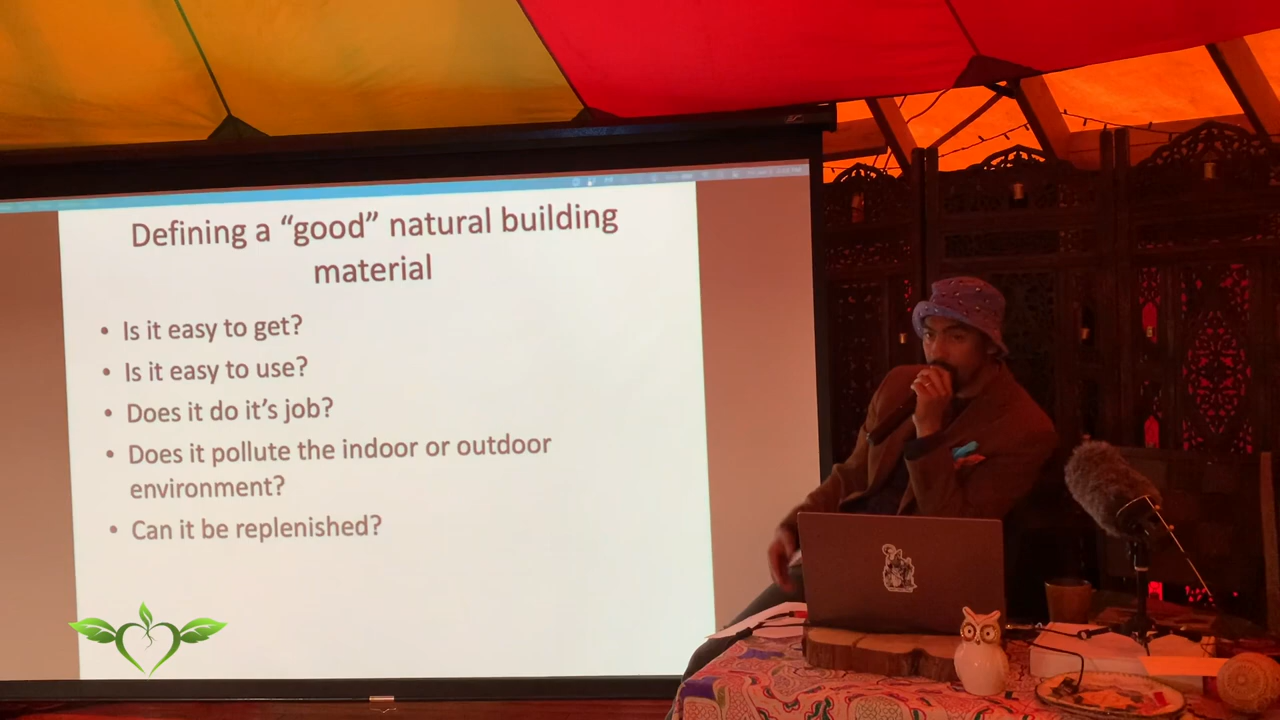 Defining a “good” natural building
material
• Is it easy to get?
• Is it easy to use?
• Does it do it’s job?
• Does it pollute the indoor or outdoor
environment?
• Can it be replenished?